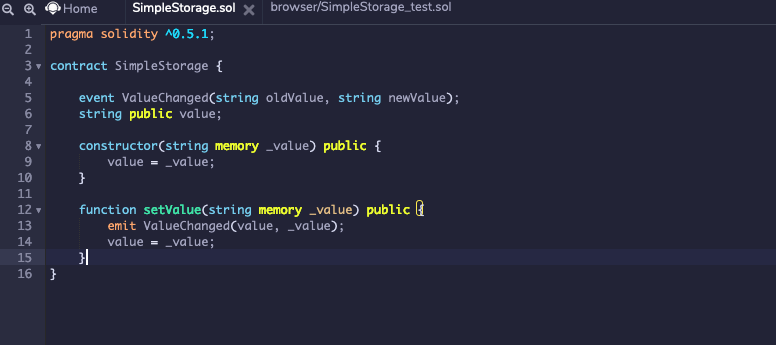 Home SimpleStorage.sol browser/SimpleStorage_test.sol
1 pragma solidity ^0.5.1;
2
3 contract SimpleStorage {
4
5 event ValueChanged(string oldValue, string newValue);
6 string public value;
7
8 constructor(string memory _value) public {
9 value = _value;
10 }
11
12 function setValue(string memory _value) public {
13 emit ValueChanged(value, _value);
14 value = _value;
15 }
16 }